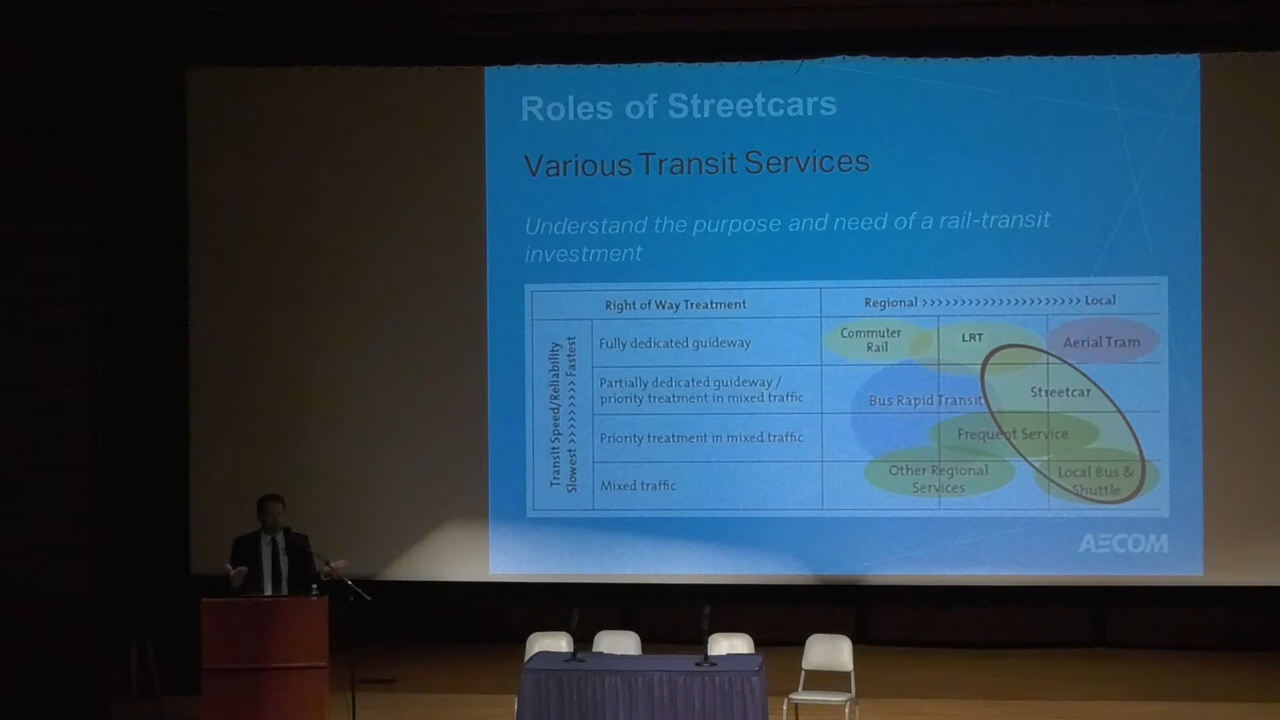 Roles of Streetcars
Various Transit Services
Understand the purpose and need of a rail-transit
investment
Right of Way Treatment
Regional >>>>>>>>>>>>>>>>>>>>> Local
Transit Speed/Reliability
Slowest >>>>>>>>> Fastest
Fully dedicated guideway
Commuter
Rail
LRT
Aerial Tram
Partially dedicated guideway /
priority treatment in mixed traffic
Bus Rapid Transit
Streetcar
Priority treatment in mixed traffic
Frequent Service
Mixed traffic
Other Regional
Services
Local Bus &
Shuttle
AECOM